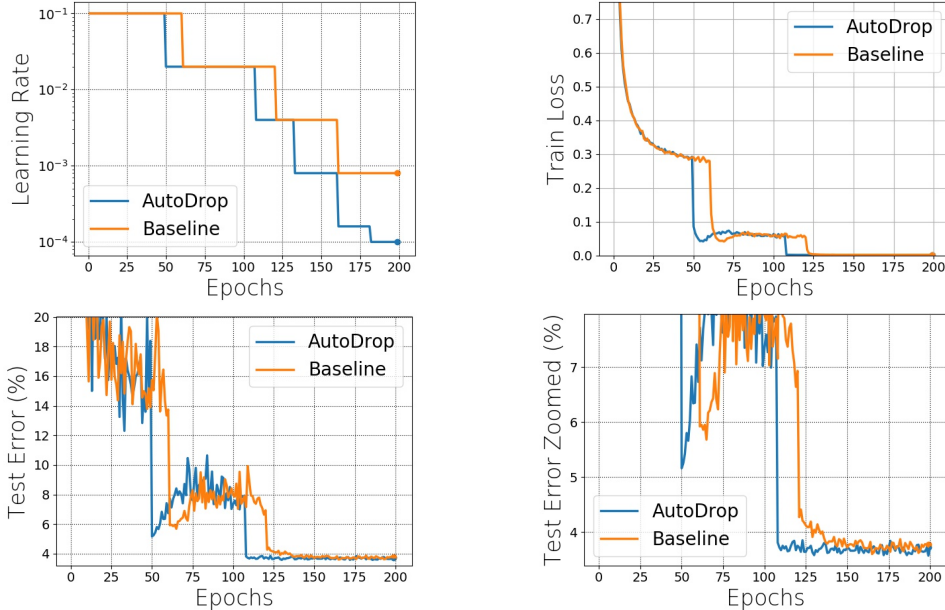 10⁻¹
10⁻²
10⁻³
10⁻⁴
Learning Rate
AutoDrop
Baseline
0 25 50 75 100 125 150 175 200
Epochs
0.7
0.6
0.5
0.4
0.3
0.2
0.1
0.0
Train Loss
AutoDrop
Baseline
0 25 50 75 100 125 150 175 200
Epochs
20
18
16
14
12
10
8
6
4
Test Error (%)
AutoDrop
Baseline
0 25 50 75 100 125 150 175 200
Epochs
7
6
5
4
Test Error Zoomed (%)
AutoDrop
Baseline
0 25 50 75 100 125 150 175 200
Epochs